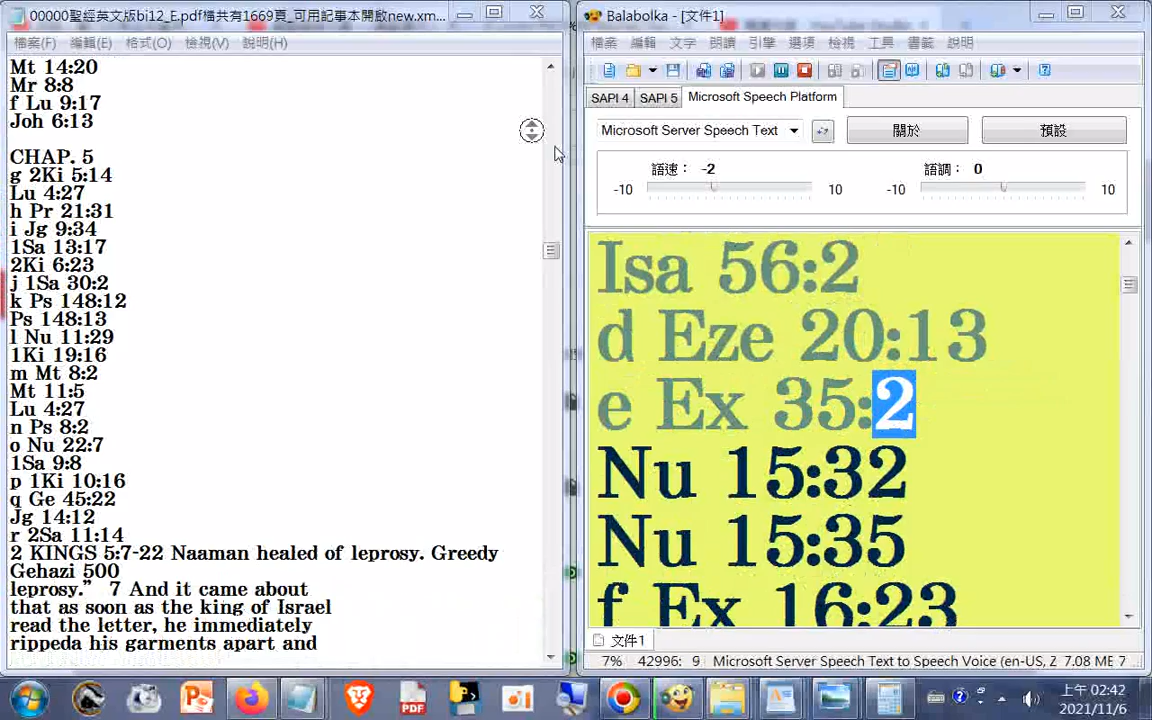 00000聖經英文版bi12_E.pdf檔共有1669頁_可用記事本開啟new.xm...
檔案(F) 編輯(E) 格式(O) 檢視(V) 說明(H)
Mt 14:20
Mr 8:8
f Lu 9:17
Joh 6:13
CHAP. 5
g 2Ki 5:14
Lu 4:27
h Pr 21:31
i Jg 9:34
1Sa 13:17
2Ki 6:23
j 1Sa 30:2
k Ps 148:12
Ps 148:13
l Nu 11:29
1Ki 19:16
m Mt 8:2
Mt 11:5
Lu 4:27
n Ps 8:2
o Nu 22:7
1Sa 9:8
p 1Ki 10:16
q Ge 45:22
Jg 14:12
r 2Sa 11:14
2 KINGS 5:7-22 Naaman healed of leprosy. Greedy
Gehazi 500
leprosy.” 7 And it came about
that as soon as the king of Israel
read the letter, he immediately
rippeda his garments apart and
Balabolka - [文件1]
檔案 編輯 文字 朗讀 引擎 選項 檢視 工具 書籤 說明
SAPI 4 SAPI 5 Microsoft Speech Platform
Microsoft Server Speech Text 關於 預設
語速： -2 語調： 0
-10 10 -10 10
Isa 56:2
d Eze 20:13
e Ex 35:2
Nu 15:32
Nu 15:35
f Ex 16:23
文件1
7% 42996: 9 Microsoft Server Speech Text to Speech Voice (en-US, Z 7.08 ME 7
PDF
上午 02:42
2021/11/6